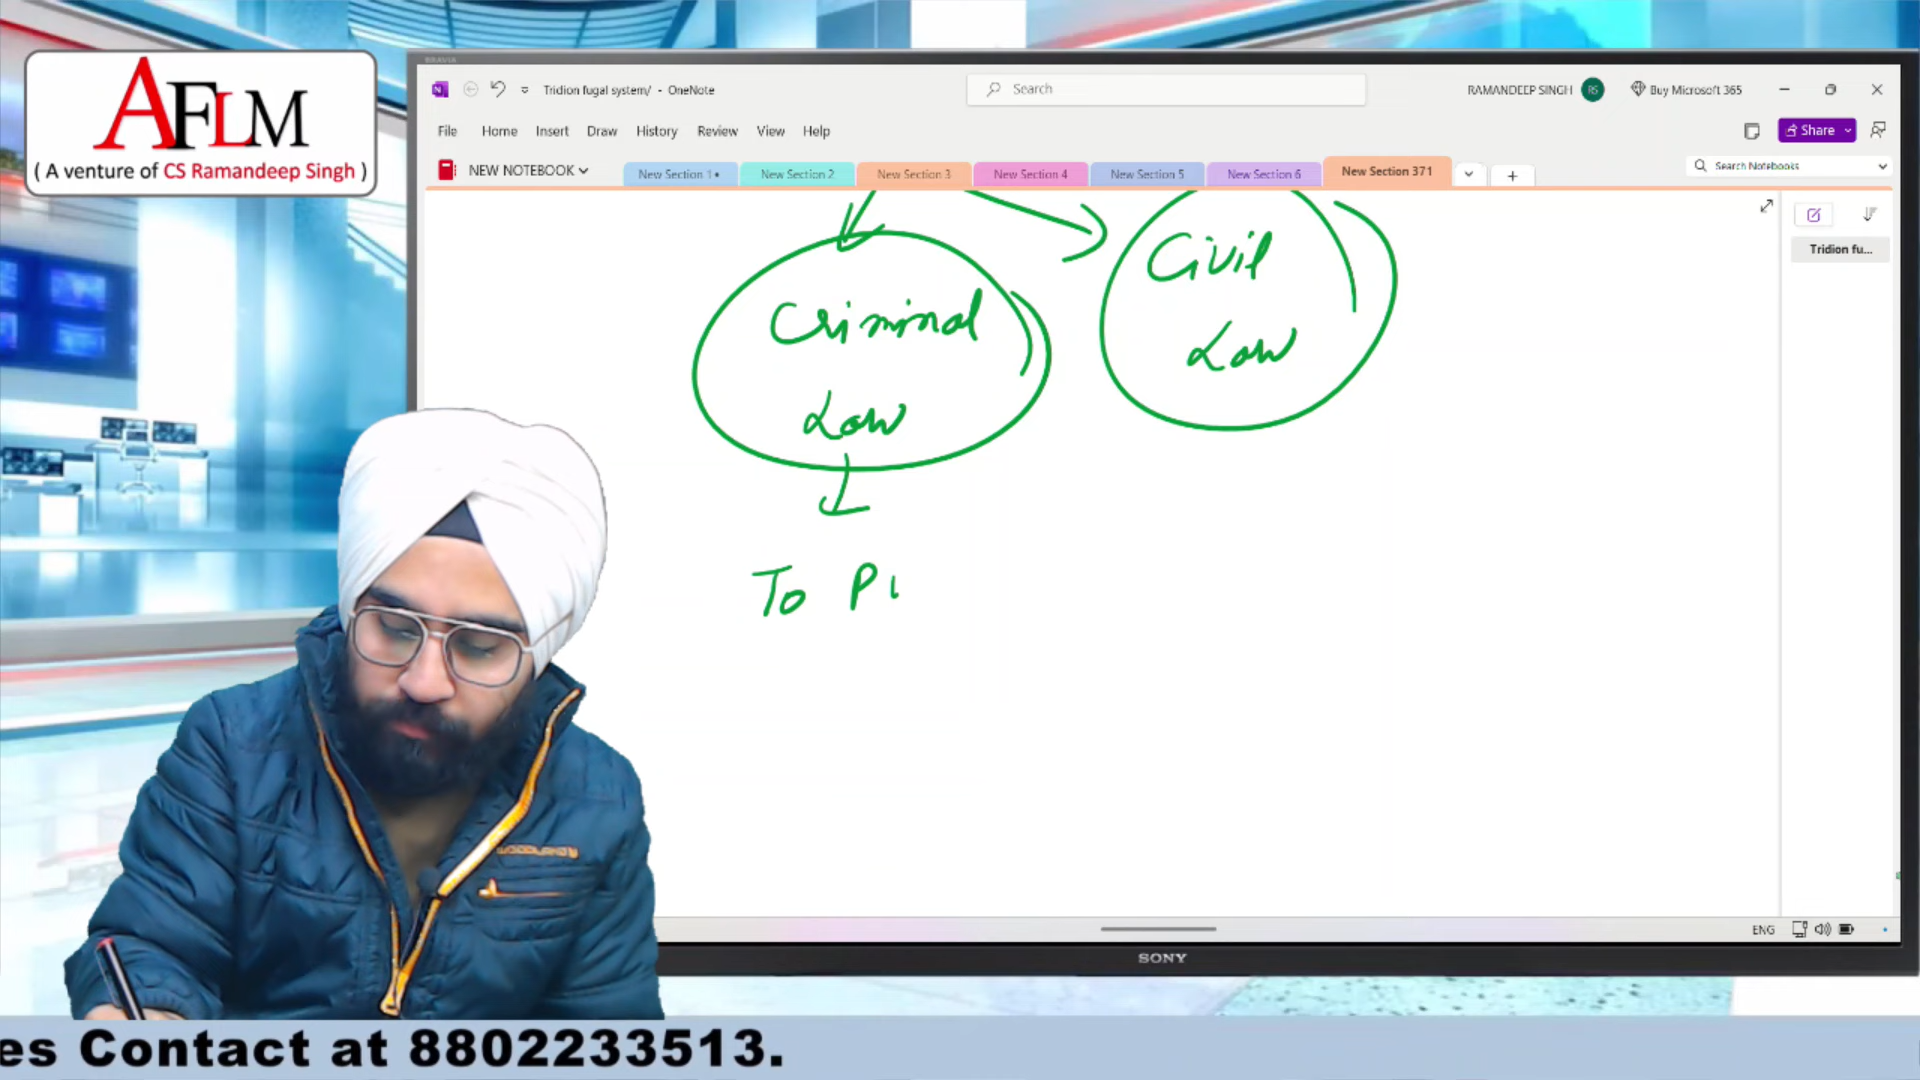 AFLM
( A venture of CS Ramandeep Singh )
BRAVIA
Tridion fugal system/ - OneNote
Search
RAMANDEEP SINGH
RS
Buy Microsoft 365
File Home Insert Draw History Review View Help
Share
NEW NOTEBOOK
New Section 1
New Section 2
New Section 3
New Section 4
New Section 5
New Section 6
New Section 371
+
Search Notebooks
Tridion fu...
Criminal
Law
Civil
Law
To P
WOODLAND
ENG
SONY
es Contact at 8802233513.